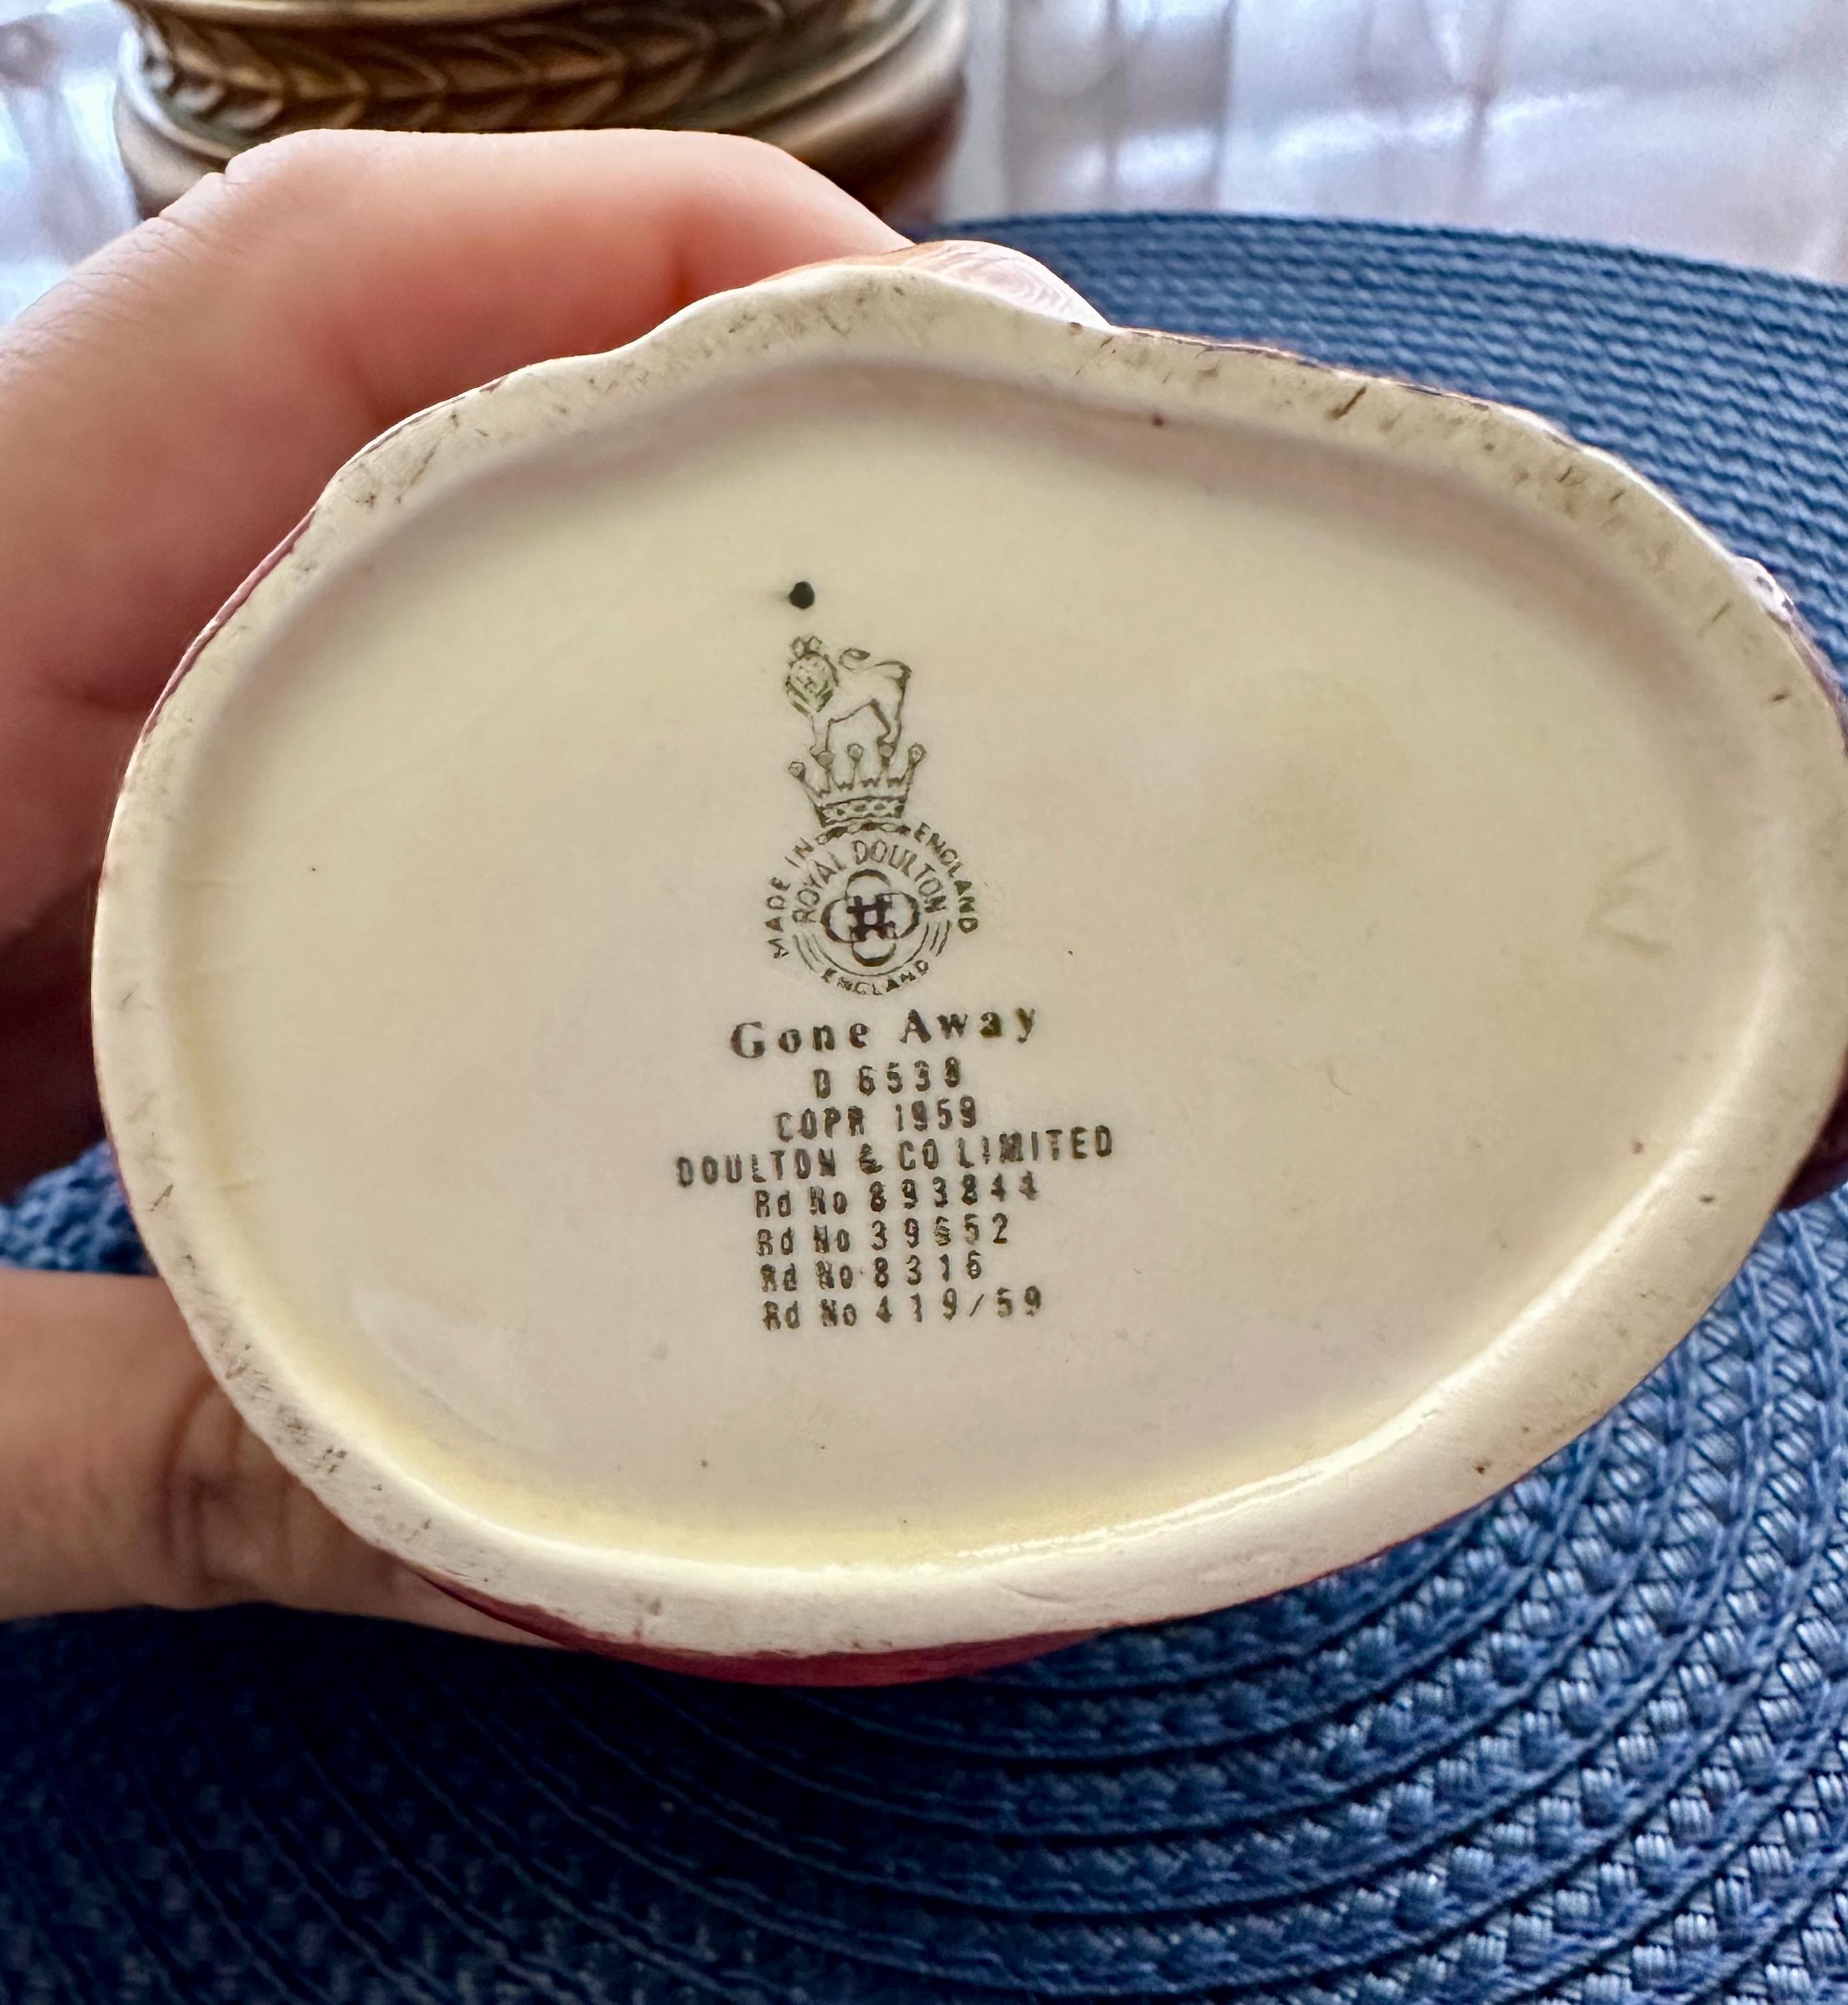 MADE IN ENGLAND
ROYAL DOULTON
ENGLAND
Gone Away
D 6538
COPR 1959
DOULTON & CO LIMITED
Rd No 893844
Rd No 39652
Rd No 8316
Rd No 419/59